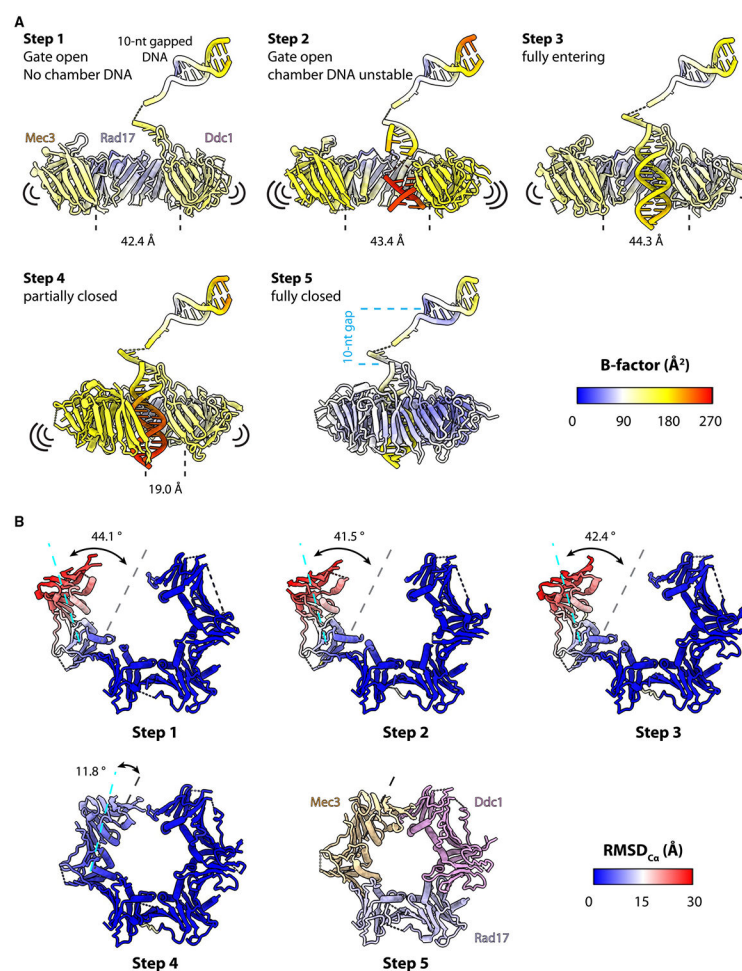 A
Step 1
Gate open
No chamber DNA
10-nt gapped
DNA
Mec3
Rad17
Ddc1
42.4 Å
Step 2
Gate open
chamber DNA unstable
43.4 Å
Step 3
fully entering
44.3 Å
Step 4
partially closed
19.0 Å
Step 5
fully closed
10-nt gap
B-factor (Å²)
0 90 180 270
B
44.1 °
Step 1
41.5 °
Step 2
42.4 °
Step 3
11.8 °
Step 4
Mec3
Ddc1
Rad17
Step 5
RMSD Cα (Å)
0 15 30